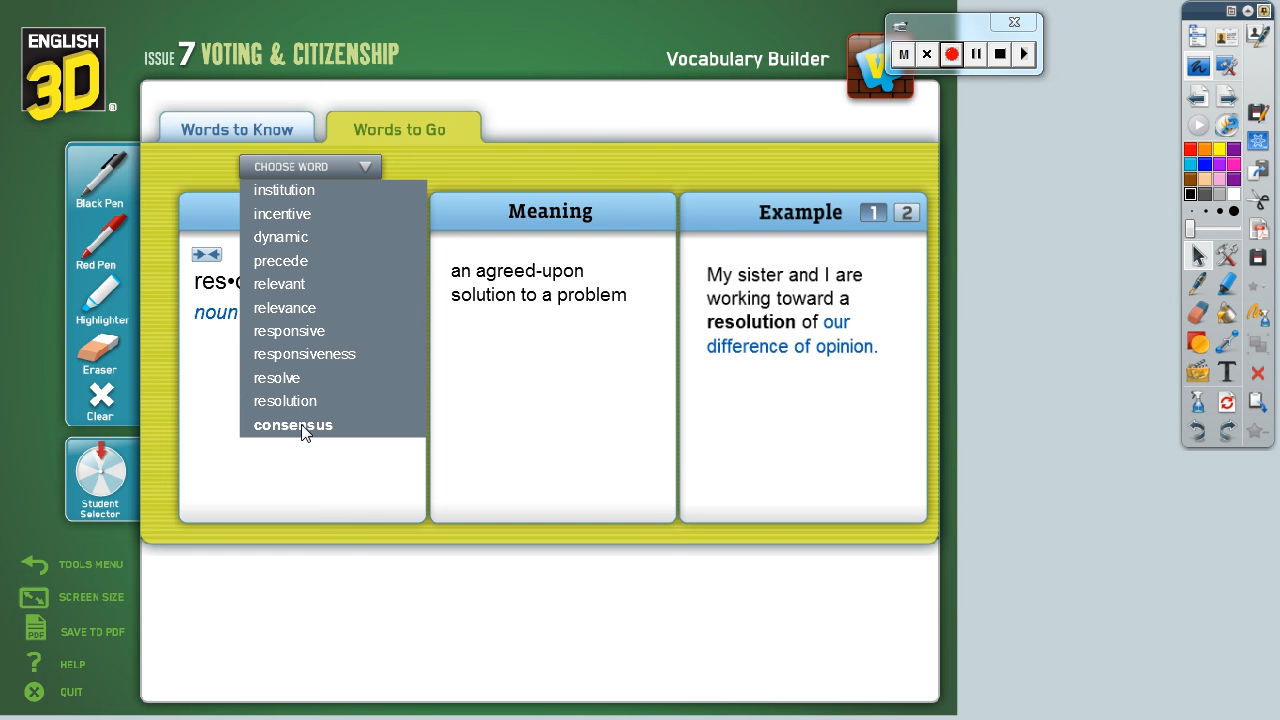 ENGLISH
3D
®
ISSUE 7 VOTING & CITIZENSHIP
Vocabulary Builder
V
M
Words to Know
Words to Go
CHOOSE WORD
institution
incentive
dynamic
precede
relevant
relevance
responsive
responsiveness
resolve
resolution
consensus
noun
Meaning
an agreed-upon
solution to a problem
Example
1
2
My sister and I are
working toward a
resolution of our
difference of opinion.
Black Pen
Red Pen
Highlighter
Eraser
Clear
Student
Selector
TOOLS MENU
SCREEN SIZE
PDF
SAVE TO PDF
? HELP
QUIT
T